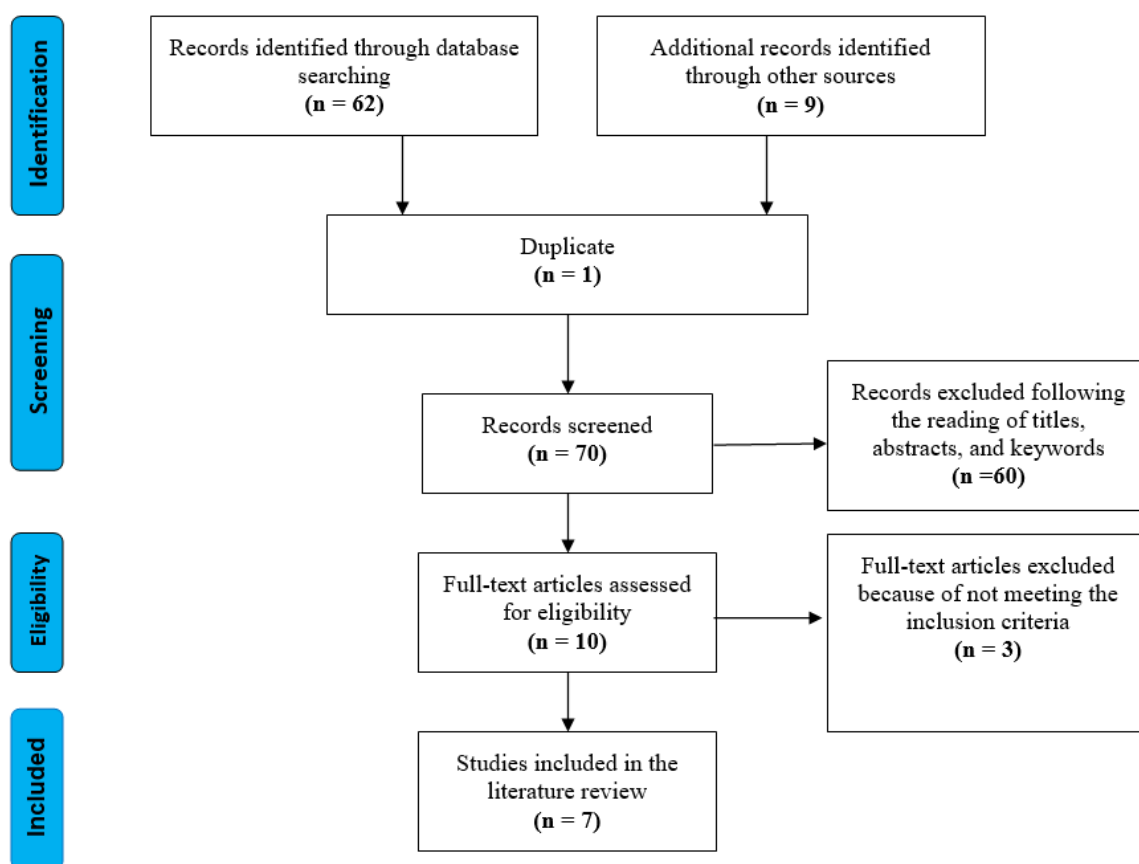 Identification
Records identified through database
searching
(n = 62)
Additional records identified
through other sources
(n = 9)
Duplicate
(n = 1)
Screening
Records screened
(n = 70)
Records excluded following
the reading of titles,
abstracts, and keywords
(n =60)
Eligibility
Full-text articles assessed
for eligibility
(n = 10)
Full-text articles excluded
because of not meeting the
inclusion criteria
(n = 3)
Included
Studies included in the
literature review
(n = 7)